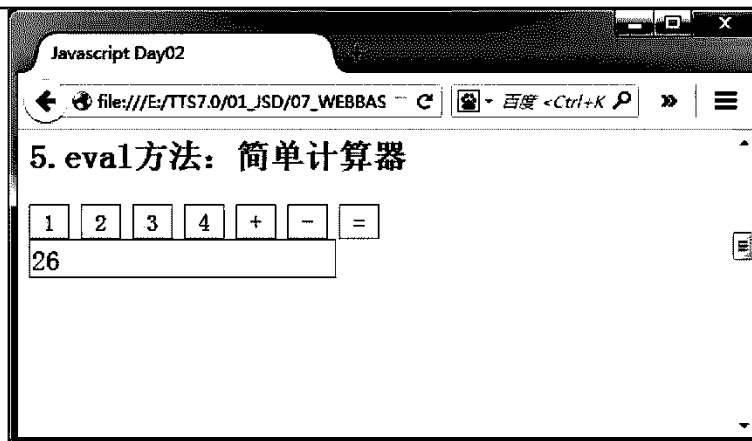 Javascript Day02
file:///E:/TTS7.0/01_JSD/07_WEBBAS
百度 <Ctrl+K
5.eval方法：简单计算器
1 2 3 4 + - =
26